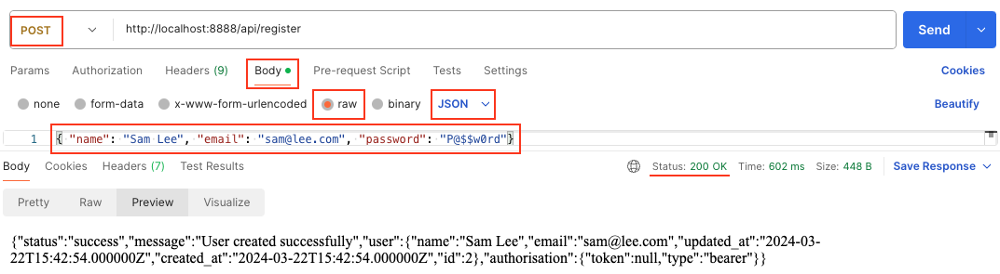 POST http://localhost:8888/api/register Send
Params Authorization Headers (9) Body Pre-request Script Tests Settings Cookies
none form-data x-www-form-urlencoded raw binary JSON Beautify
1 { "name": "Sam Lee", "email": "sam@lee.com", "password": "P@$$w0rd"}
Body Cookies Headers (7) Test Results Status: 200 OK Time: 602 ms Size: 448 B Save Response
Pretty Raw Preview Visualize
{"status":"success","message":"User created successfully","user":{"name":"Sam Lee","email":"sam@lee.com","updated_at":"2024-03-
22T15:42:54.000000Z","created_at":"2024-03-22T15:42:54.000000Z","id":2},"authorisation":{"token":null,"type":"bearer"}}